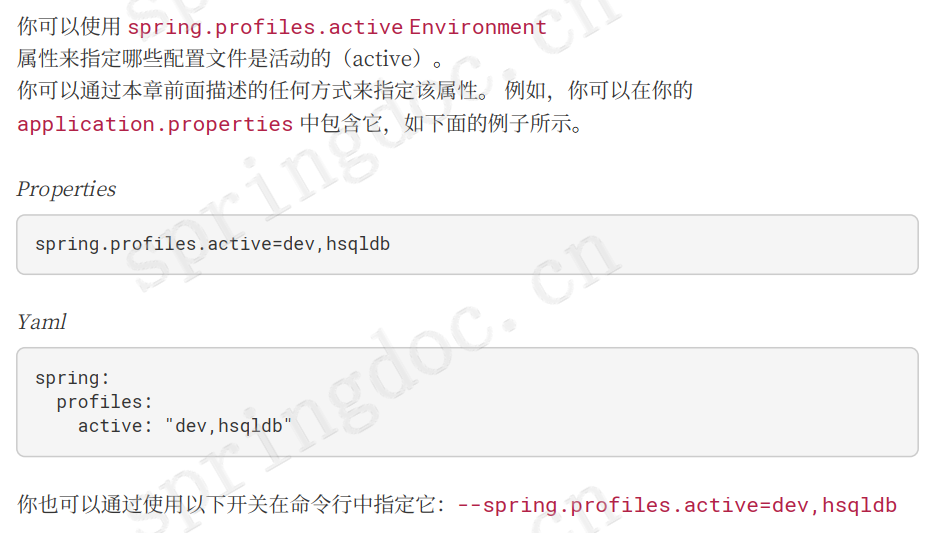 你可以使用 spring.profiles.active Environment
属性来指定哪些配置文件是活动的（active）。
你可以通过本章前面描述的任何方式来指定该属性。 例如，你可以在你的
application.properties 中包含它，如下面的例子所示。
Properties
spring.profiles.active=dev,hsqldb
Yaml
spring:
  profiles:
    active: "dev,hsqldb"
你也可以通过使用以下开关在命令行中指定它：--spring.profiles.active=dev,hsqldb
springdoc.cn
springdoc.cn